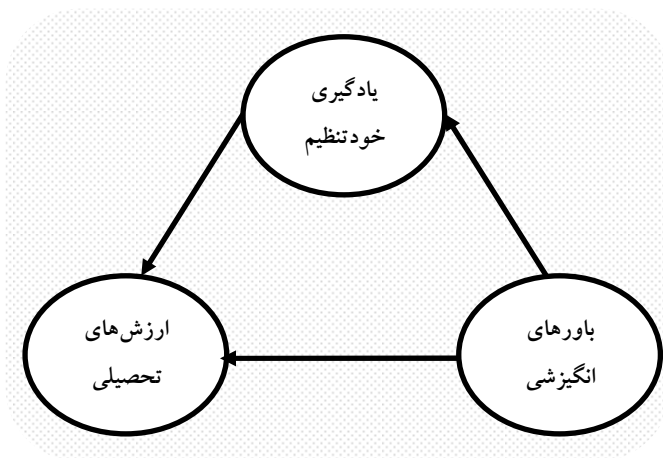 یادگیری
خودتنظیم
باورهای
انگیزشی
ارزش‌های
تحصیلی